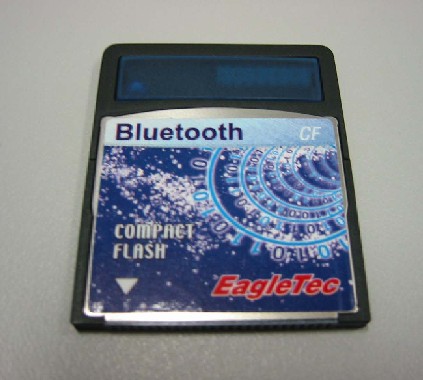 Bluetooth CF
COMPACT
FLASH
EagleTec